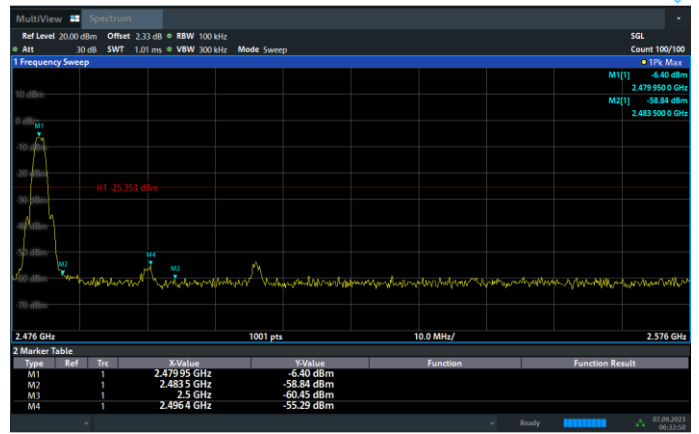 MultiView Spectrum
Ref Level 20.00 dBm Offset 2.33 dB RBW 100 kHz SGL
Att 30 dB SWT 1.01 ms VBW 300 kHz Mode Sweep Count 100/100
1 Frequency Sweep 1Pk Max
M1[1] -6.40 dBm
2.479 950 0 GHz
M2[1] -58.84 dBm
2.483 500 0 GHz
10 dBm
0 dBm
M1
-10 dBm
-20 dBm
H1 -25.353 dBm
-30 dBm
-40 dBm
-50 dBm
M4
M2
M3
-60 dBm
-70 dBm
2.476 GHz 1001 pts 10.0 MHz/ 2.576 GHz
2 Marker Table
Type Ref Trc X-Value Y-Value Function Function Result
M1 1 2.47995 GHz -6.40 dBm
M2 1 2.4835 GHz -58.84 dBm
M3 1 2.5 GHz -60.45 dBm
M4 1 2.4964 GHz -55.29 dBm
Ready 07.09.2023
06:32:50